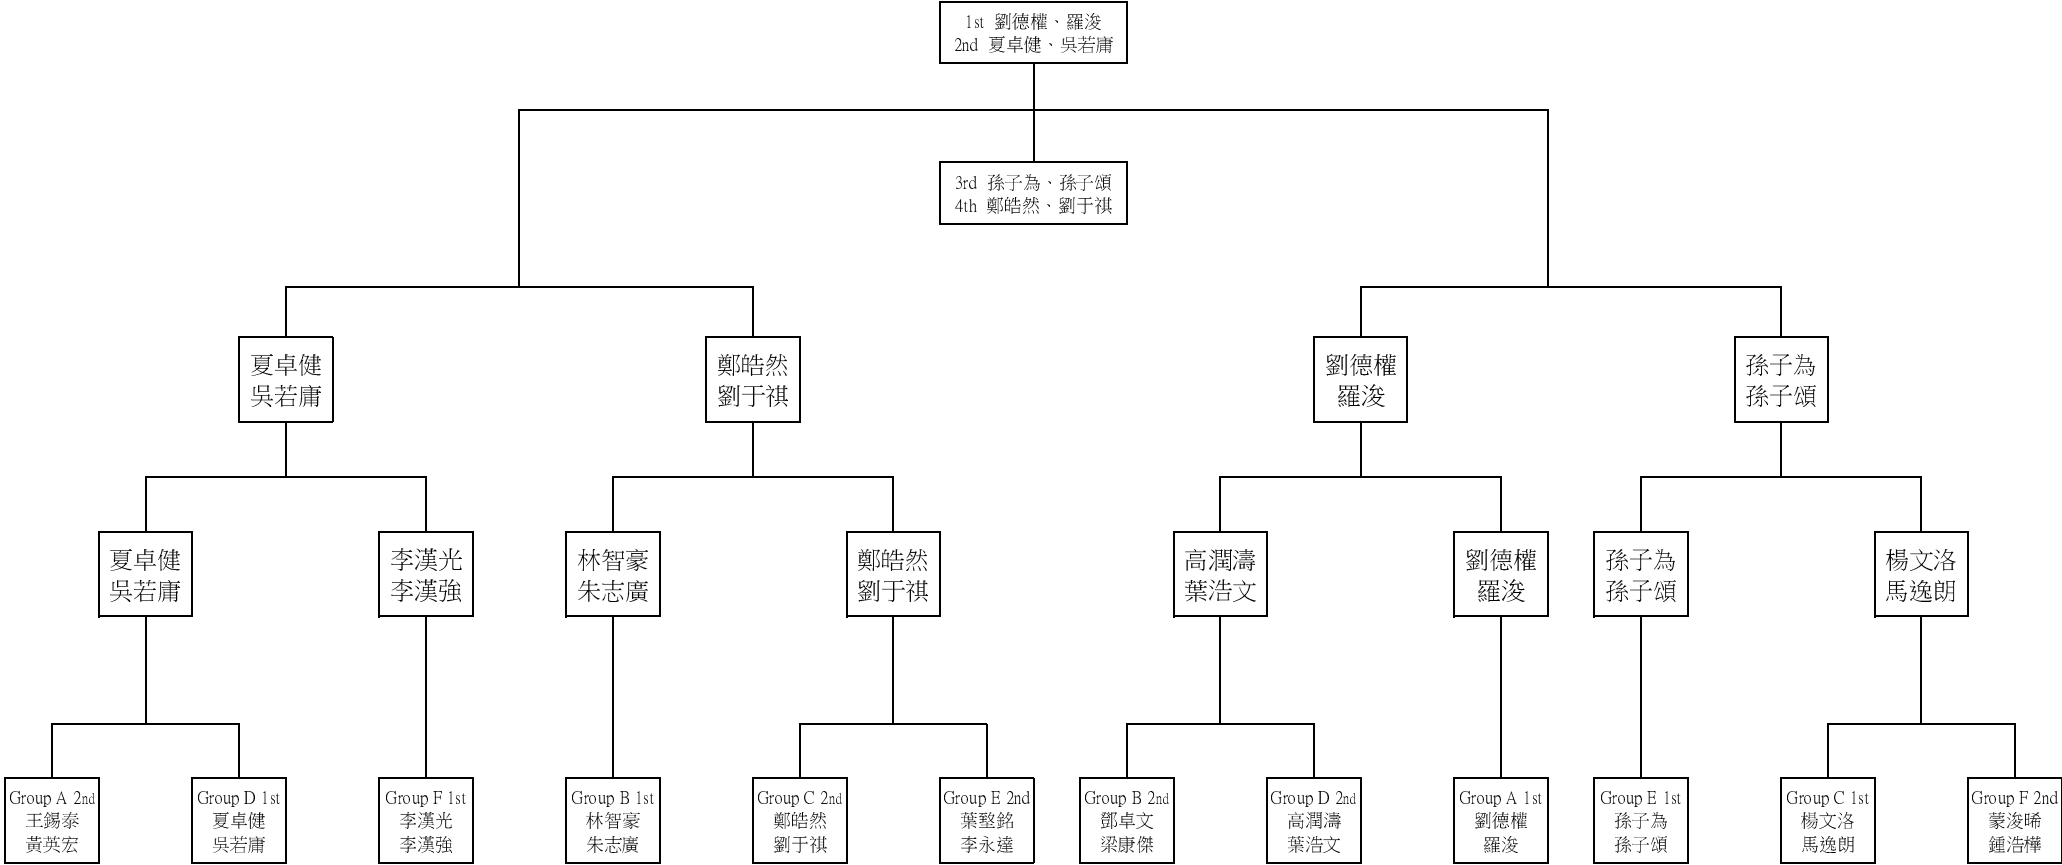 1st 劉德權、羅浚
2nd 夏卓健、吳若庸
3rd 孫子為、孫子頌
4th 鄭皓然、劉于祺
夏卓健
吳若庸
鄭皓然
劉于祺
劉德權
羅浚
孫子為
孫子頌
夏卓健
吳若庸
李漢光
李漢強
林智豪
朱志廣
鄭皓然
劉于祺
高潤濤
葉浩文
劉德權
羅浚
孫子為
孫子頌
楊文洛
馬逸朗
Group A 2nd
王錫泰
黃英宏
Group D 1st
夏卓健
吳若庸
Group F 1st
李漢光
李漢強
Group B 1st
林智豪
朱志廣
Group C 2nd
鄭皓然
劉于祺
Group E 2nd
葉堅銘
李永達
Group B 2nd
鄧卓文
梁康傑
Group D 2nd
高潤濤
葉浩文
Group A 1st
劉德權
羅浚
Group E 1st
孫子為
孫子頌
Group C 1st
楊文洛
馬逸朗
Group F 2nd
蒙浚晞
鍾浩樺